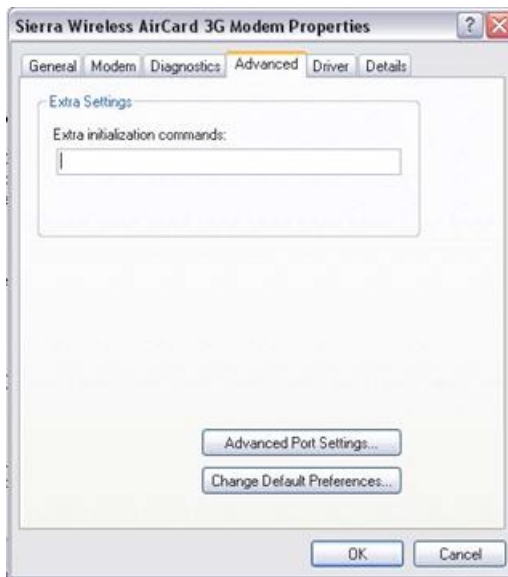 Sierra Wireless AirCard 3G Modem Properties
General Modem Diagnostics Advanced Driver Details
Extra Settings
Extra initialization commands:
Advanced Port Settings...
Change Default Preferences...
OK Cancel